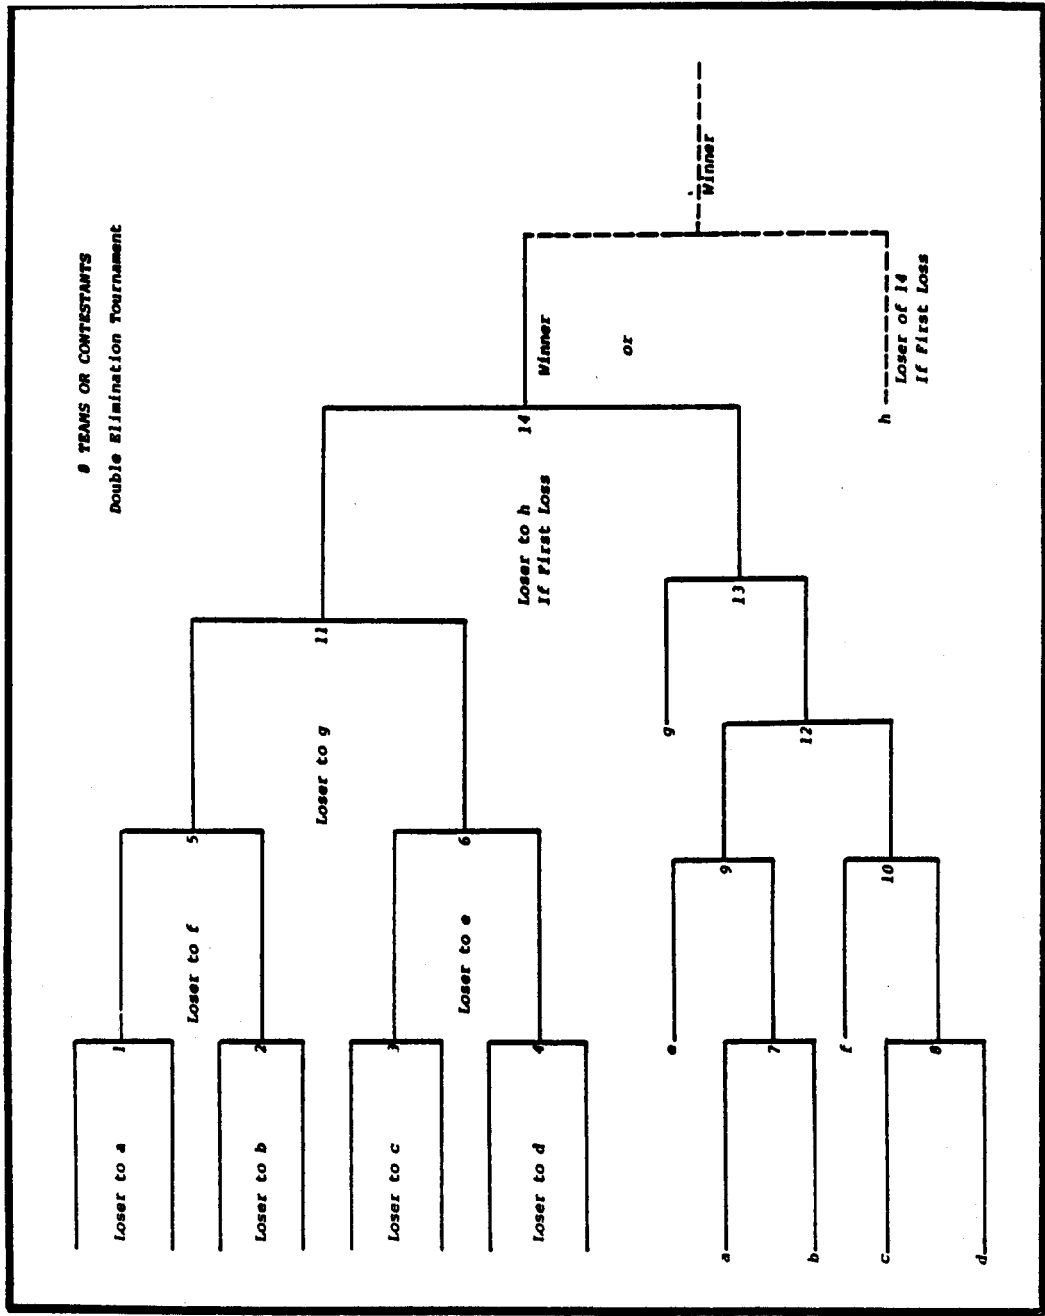 8 TEAMS OR CONTESTANTS
Double Elimination Tournament
Loser to a
1
Loser to b
2
Loser to c
3
Loser to d
4
Loser to f
5
Loser to e
6
Loser to g
11
Loser to h
If First Loss
14
Winner
or
Winner
h
Loser of 14
If First Loss
a
b
7
c
d
8
e
9
f
10
12
g
13